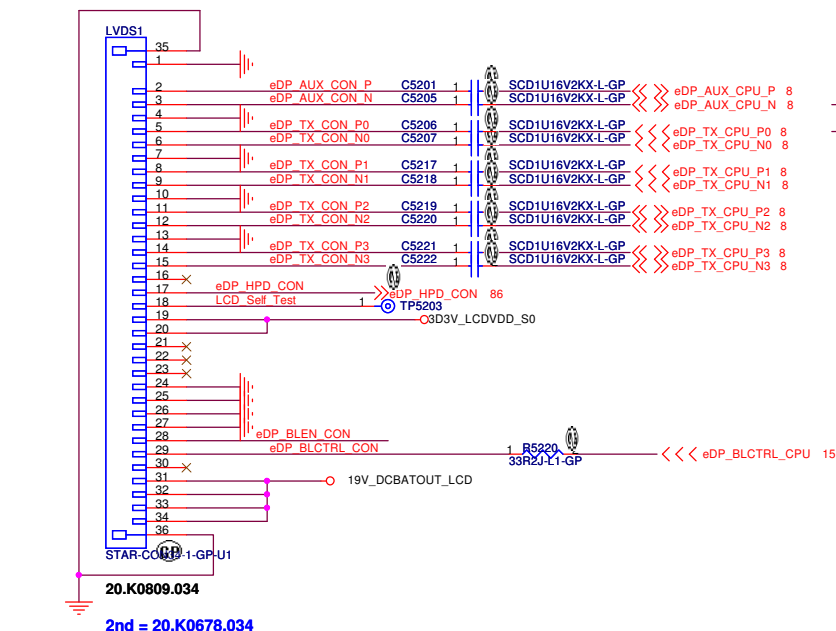 LVDS1
35
1
2 eDP_AUX_CON_P C5201 1 SCD1U16V2KX-L-GP eDP_AUX_CPU_P 8
3 eDP_AUX_CON_N C5205 1 SCD1U16V2KX-L-GP eDP_AUX_CPU_N 8
4
5 eDP_TX_CON_P0 C5206 1 SCD1U16V2KX-L-GP eDP_TX_CPU_P0 8
6 eDP_TX_CON_N0 C5207 1 SCD1U16V2KX-L-GP eDP_TX_CPU_N0 8
7
8 eDP_TX_CON_P1 C5217 1 SCD1U16V2KX-L-GP eDP_TX_CPU_P1 8
9 eDP_TX_CON_N1 C5218 1 SCD1U16V2KX-L-GP eDP_TX_CPU_N1 8
10
11 eDP_TX_CON_P2 C5219 1 SCD1U16V2KX-L-GP eDP_TX_CPU_P2 8
12 eDP_TX_CON_N2 C5220 1 SCD1U16V2KX-L-GP eDP_TX_CPU_N2 8
13
14 eDP_TX_CON_P3 C5221 1 SCD1U16V2KX-L-GP eDP_TX_CPU_P3 8
15 eDP_TX_CON_N3 C5222 1 SCD1U16V2KX-L-GP eDP_TX_CPU_N3 8
16
17 eDP_HPD_CON eDP_HPD_CON 86
18 LCD_Self_Test 1 TP5203
19 3D3V_LCDVDD_S0
20
21
22
23
24
25
26
27
28 eDP_BLEN_CON
29 eDP_BLCTRL_CON 1 R5220 eDP_BLCTRL_CPU 15
33R2J-L1-GP
30
31 19V_DCBATOUT_LCD
32
33
34
36
GP
STAR-CON34-1-GP-U1
20.K0809.034
2nd = 20.K0678.034